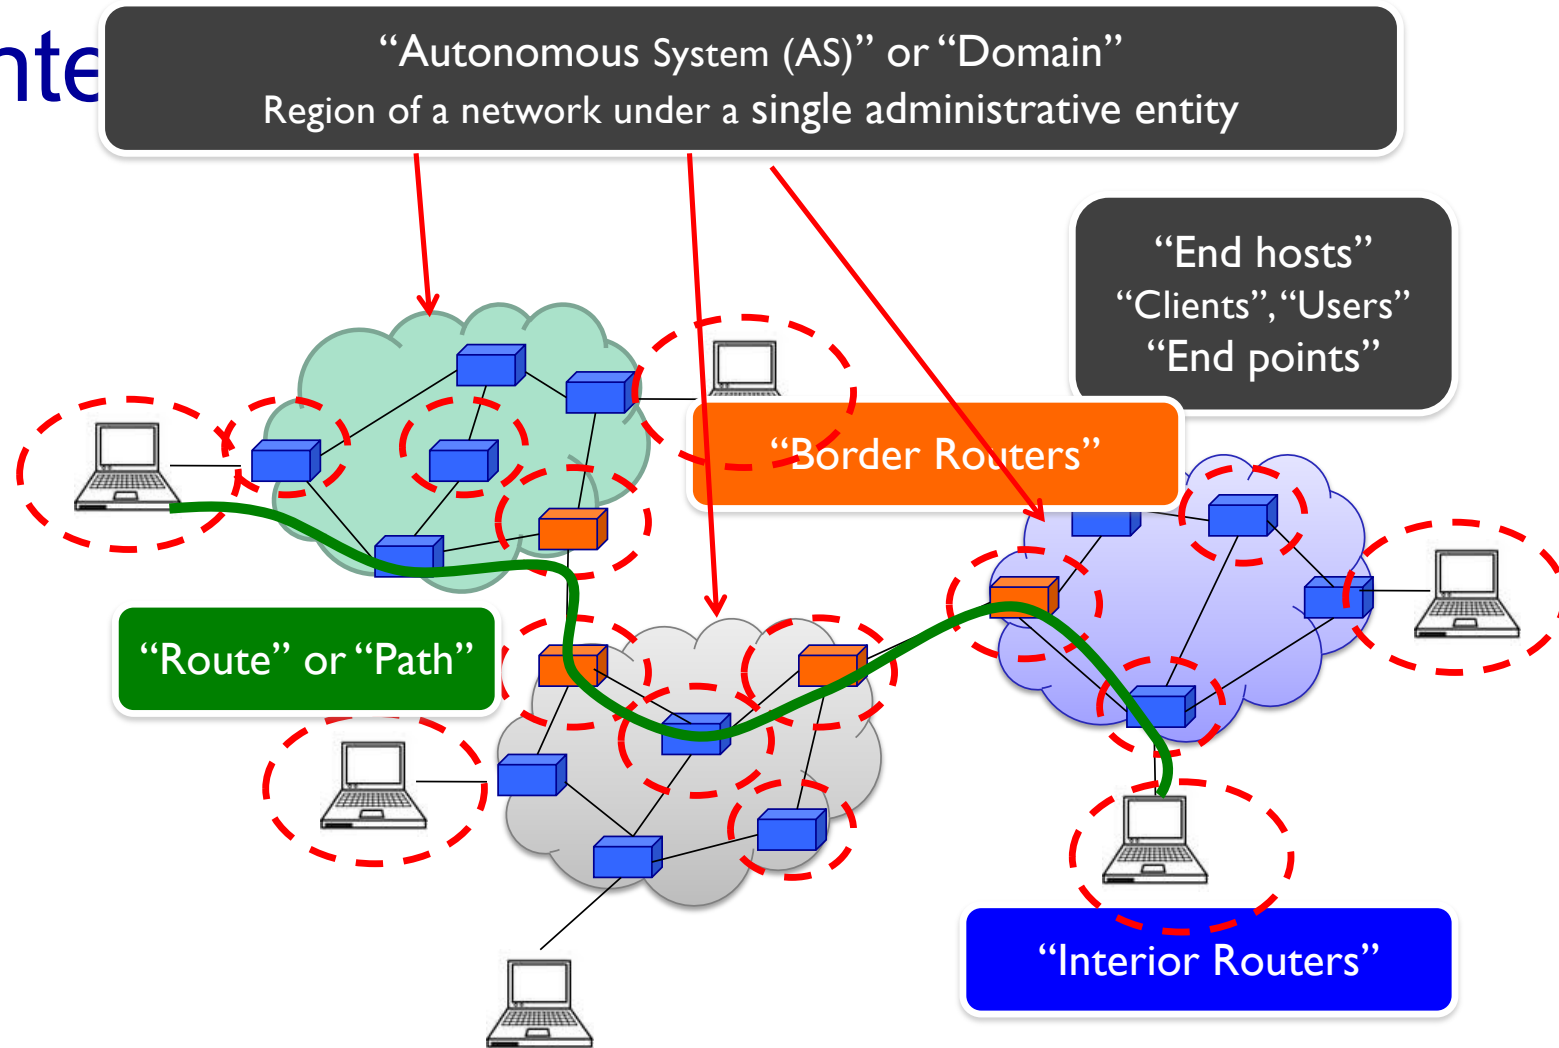 “Autonomous System (AS)” or “Domain”
Region of a network under a single administrative entity
“End hosts”
“Clients”, “Users”
“End points”
“Border Routers”
“Route” or “Path”
“Interior Routers”